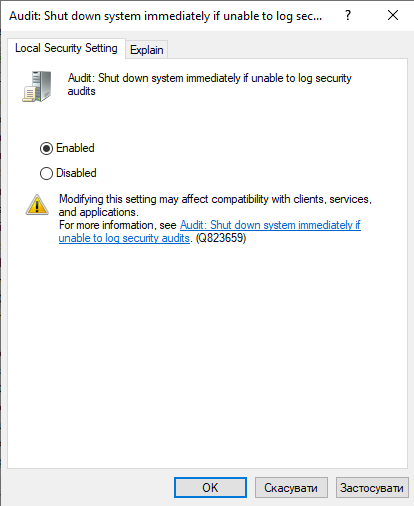 Audit: Shut down system immediately if unable to log sec...
?
Local Security Setting
Explain
Audit: Shut down system immediately if unable to log security
audits
Enabled
Disabled
Modifying this setting may affect compatibility with clients, services,
and applications.
For more information, see Audit: Shut down system immediately if
unable to log security audits. (Q823659)
OK
Скасувати
Застосувати